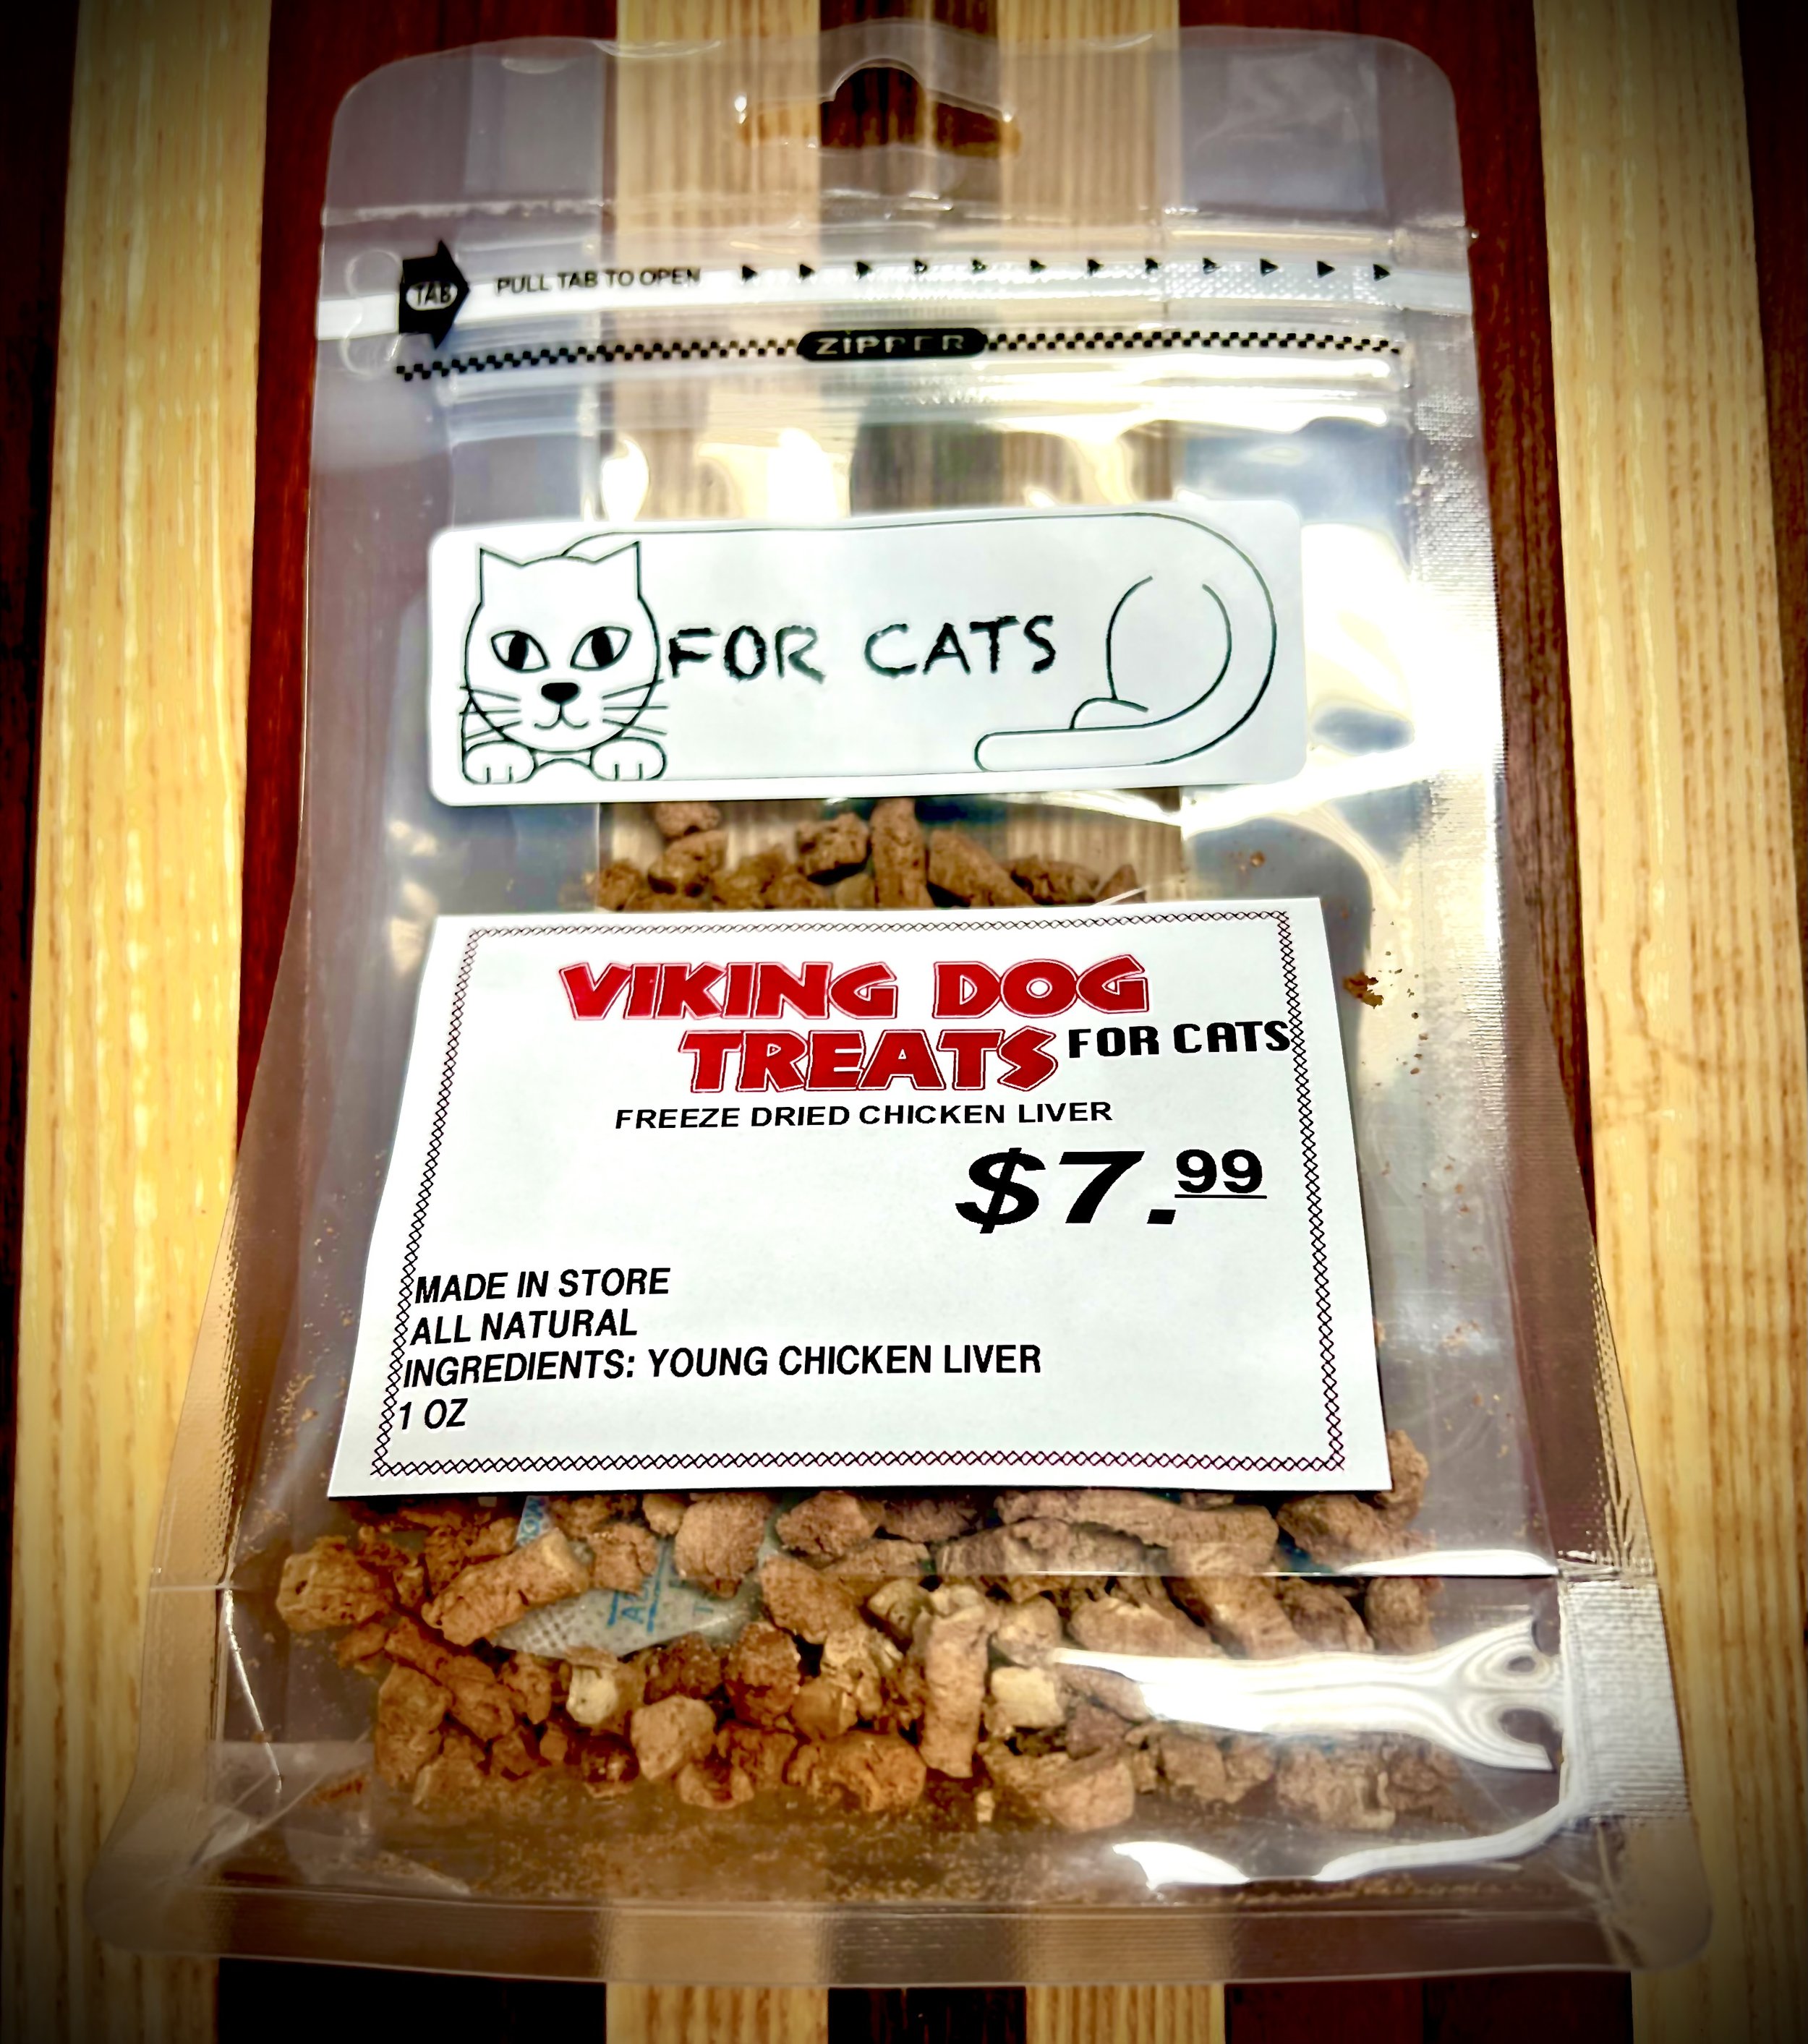 TAB
PULL TAB TO OPEN
ZIPPER
FOR CATS
VIKING DOG
TREATS FOR CATS
FREEZE DRIED CHICKEN LIVER
$7.99
MADE IN STORE
ALL NATURAL
INGREDIENTS: YOUNG CHICKEN LIVER
1 OZ